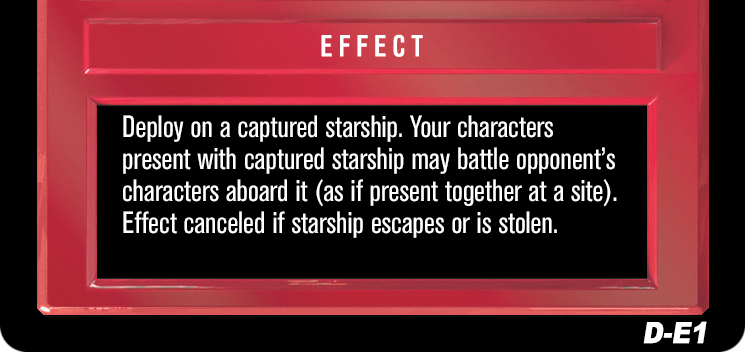 EFFECT
Deploy on a captured starship. Your characters
present with captured starship may battle opponent's
characters aboard it (as if present together at a site).
Effect canceled if starship escapes or is stolen.
D-E1